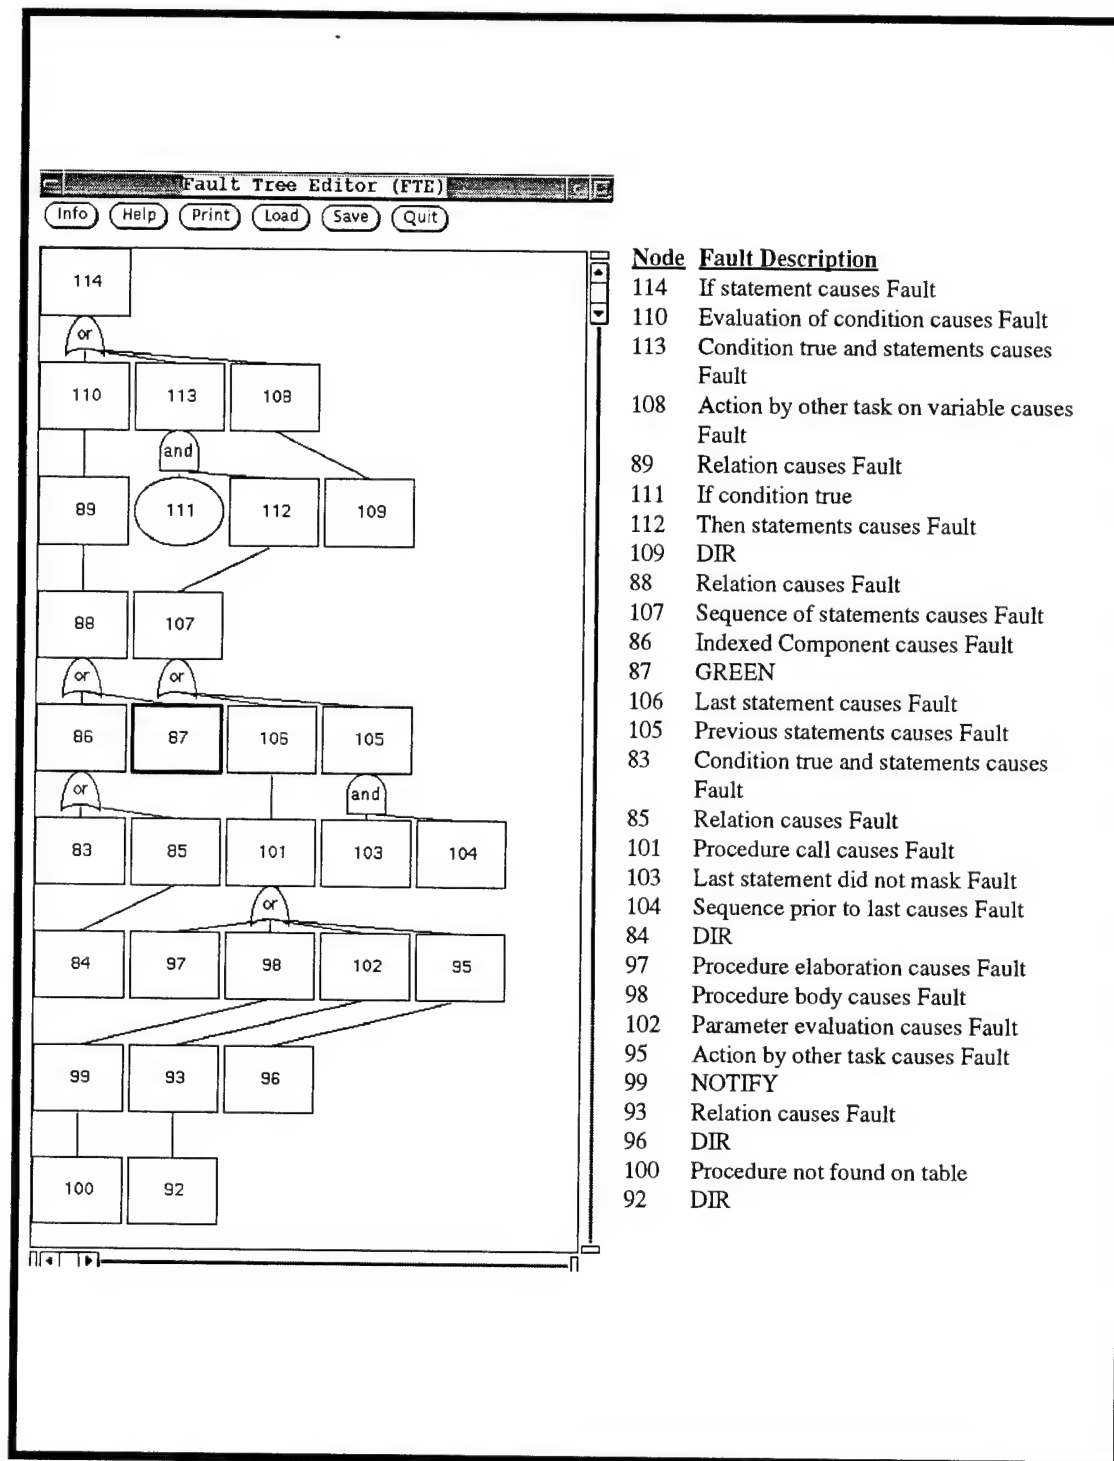 Fault Tree Editor (FTE)
Info Help Print Load Save Quit
114
or
110 113 108
and
89 111 112 109
88 107
or or
86 87 106 105
or and
83 85 101 103 104
or
84 97 98 102 95
99 93 96
100 92
Node Fault Description
114 If statement causes Fault
110 Evaluation of condition causes Fault
113 Condition true and statements causes
Fault
108 Action by other task on variable causes
Fault
89 Relation causes Fault
111 If condition true
112 Then statements causes Fault
109 DIR
88 Relation causes Fault
107 Sequence of statements causes Fault
86 Indexed Component causes Fault
87 GREEN
106 Last statement causes Fault
105 Previous statements causes Fault
83 Condition true and statements causes
Fault
85 Relation causes Fault
101 Procedure call causes Fault
103 Last statement did not mask Fault
104 Sequence prior to last causes Fault
84 DIR
97 Procedure elaboration causes Fault
98 Procedure body causes Fault
102 Parameter evaluation causes Fault
95 Action by other task causes Fault
99 NOTIFY
93 Relation causes Fault
96 DIR
100 Procedure not found on table
92 DIR